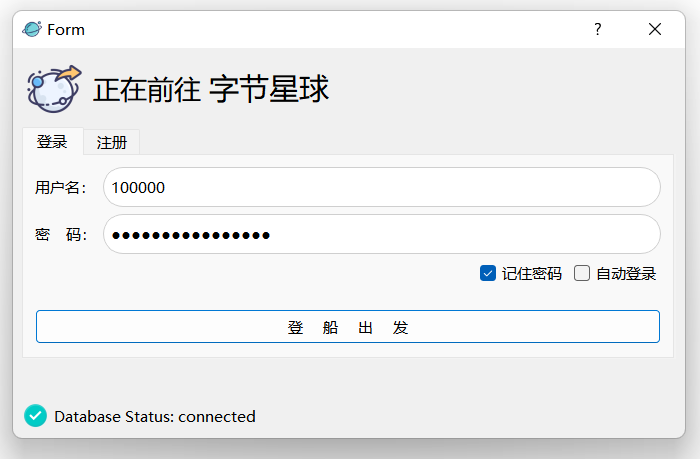 Form ?
正在前往 字节星球
登录 注册
用户名： 100000
密 码： ●●●●●●●●●●●●●●●●
记住密码 自动登录
登 船 出 发
Database Status: connected